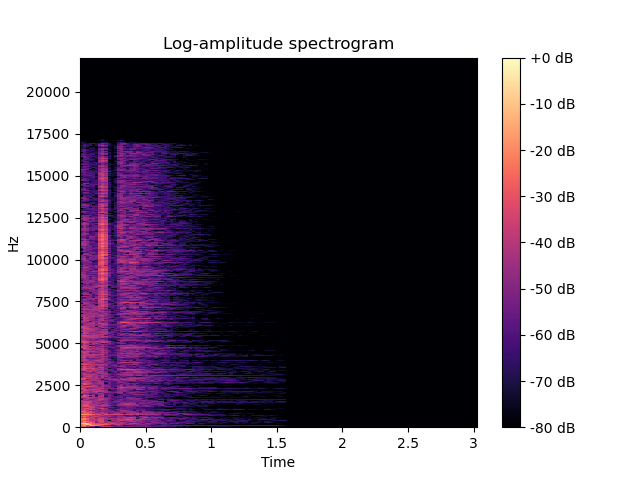 Log-amplitude spectrogram
Hz
20000
17500
15000
12500
10000
7500
5000
2500
0
0
0.5
1
1.5
2
2.5
3
Time
+0 dB
-10 dB
-20 dB
-30 dB
-40 dB
-50 dB
-60 dB
-70 dB
-80 dB